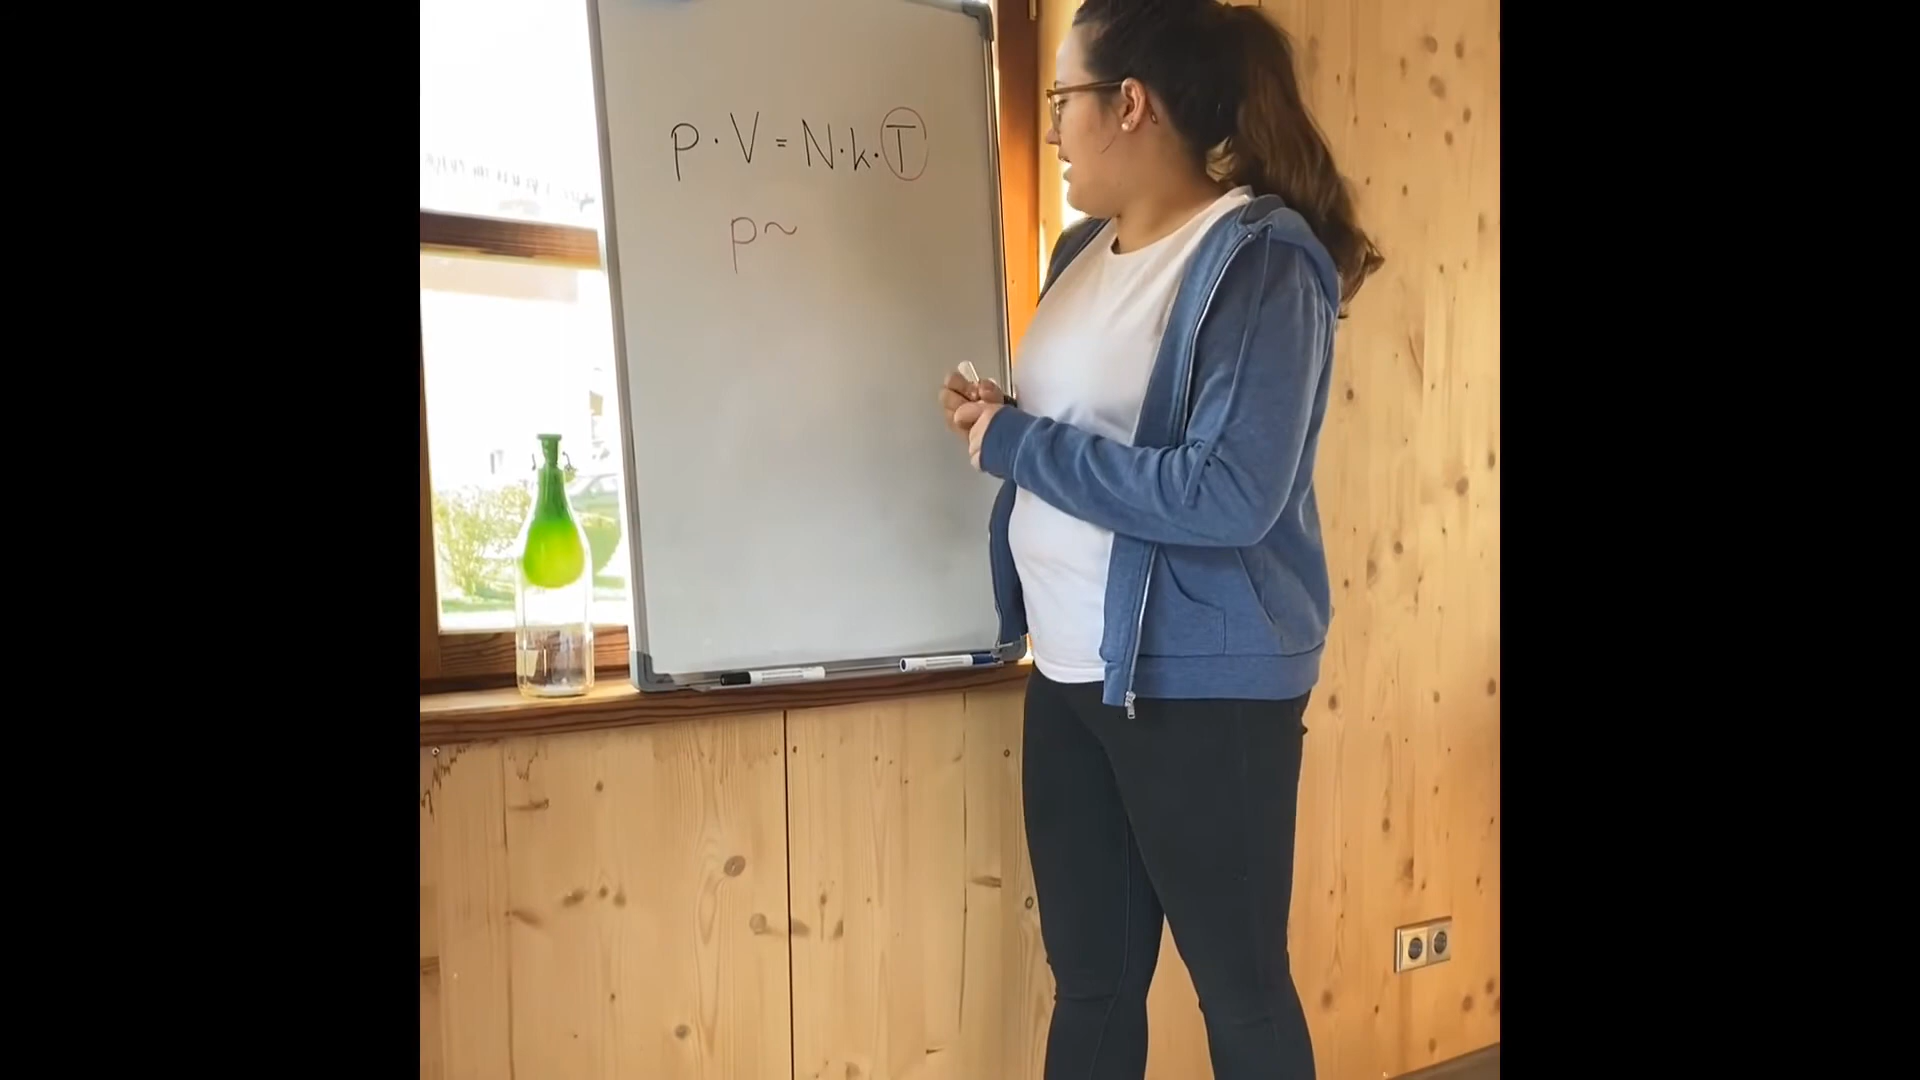 p · V = N · k · T
p ~